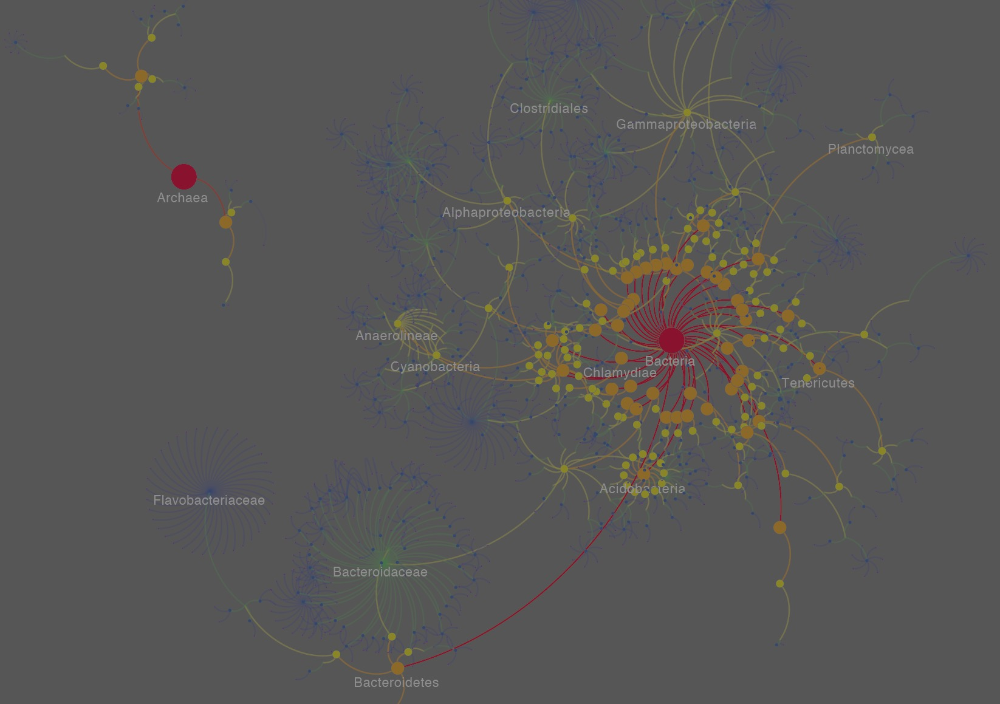 Clostridiales
Gammaproteobacteria
Planctomycea
Archaea
Alphaproteobacteria
Anaerolineae
Cyanobacteria
Bacteria
Chlamydiae
Tenericutes
Acidobacteria
Flavobacteriaceae
Bacteroidaceae
Bacteroidetes